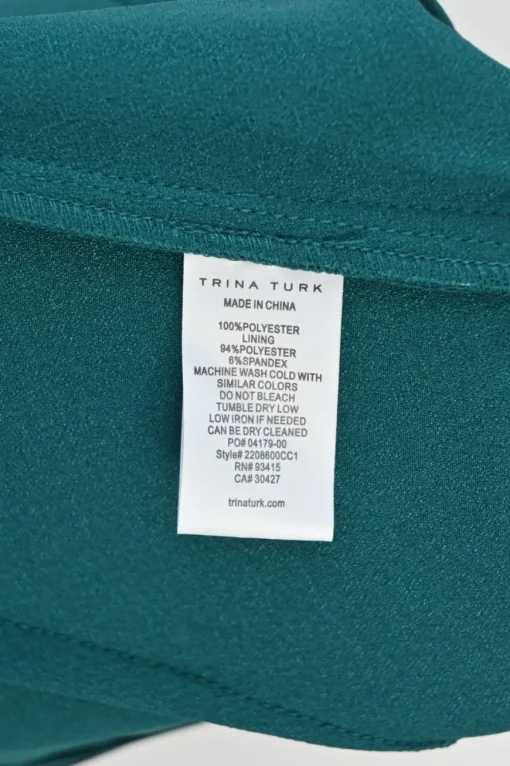 TRINA TURK
MADE IN CHINA
100%POLYESTER
LINING
94%POLYESTER
6%SPANDEX
MACHINE WASH COLD WITH
SIMILAR COLORS
DO NOT BLEACH
TUMBLE DRY LOW
LOW IRON IF NEEDED
CAN BE DRY CLEANED
PO# 04179-00
Style# 2208600CC1
RN# 93415
CA# 30427
trinaturk.com